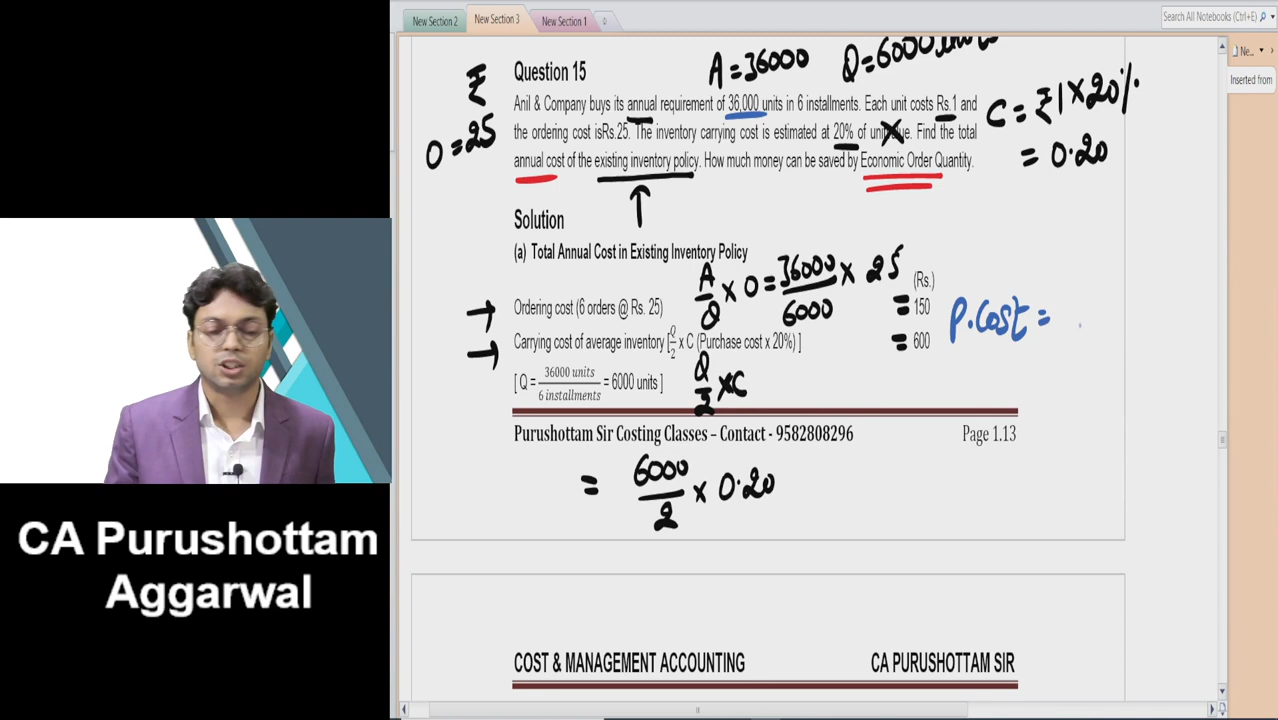 New Section 2
New Section 3
New Section 1
Search All Notebooks (Ctrl+E)
Ne...
Inserted from
A = 36000
Q = 6000 units
₹
Question 15
Anil & Company buys its annual requirement of 36,000 units in 6 installments. Each unit costs Rs.1 and
the ordering cost isRs.25. The inventory carrying cost is estimated at 20% of unit value. Find the total
annual cost of the existing inventory policy. How much money can be saved by Economic Order Quantity.
O = 25
C = ₹1 × 20%
= 0.20
Solution
(a) Total Annual Cost in Existing Inventory Policy
(Rs.)
A/Q × O = 36000/6000 × 25
Ordering cost (6 orders @ Rs. 25)
= 150
P.Cost =
Carrying cost of average inventory [Q/2 x C (Purchase cost x 20%) ]
= 600
[ Q = 36000 units/6 installments = 6000 units ]
Q/2 × C
Purushottam Sir Costing Classes – Contact - 9582808296
Page 1.13
= 6000/2 × 0.20
CA Purushottam
Aggarwal
COST & MANAGEMENT ACCOUNTING
CA PURUSHOTTAM SIR